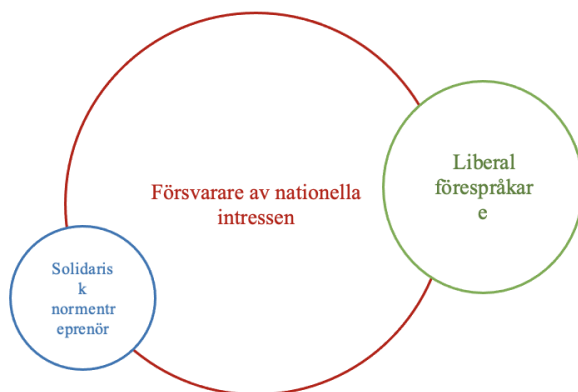 Försvarare av nationella
intressen
Liberal
förespråkar
e
Solidaris
k
normentr
eprenör